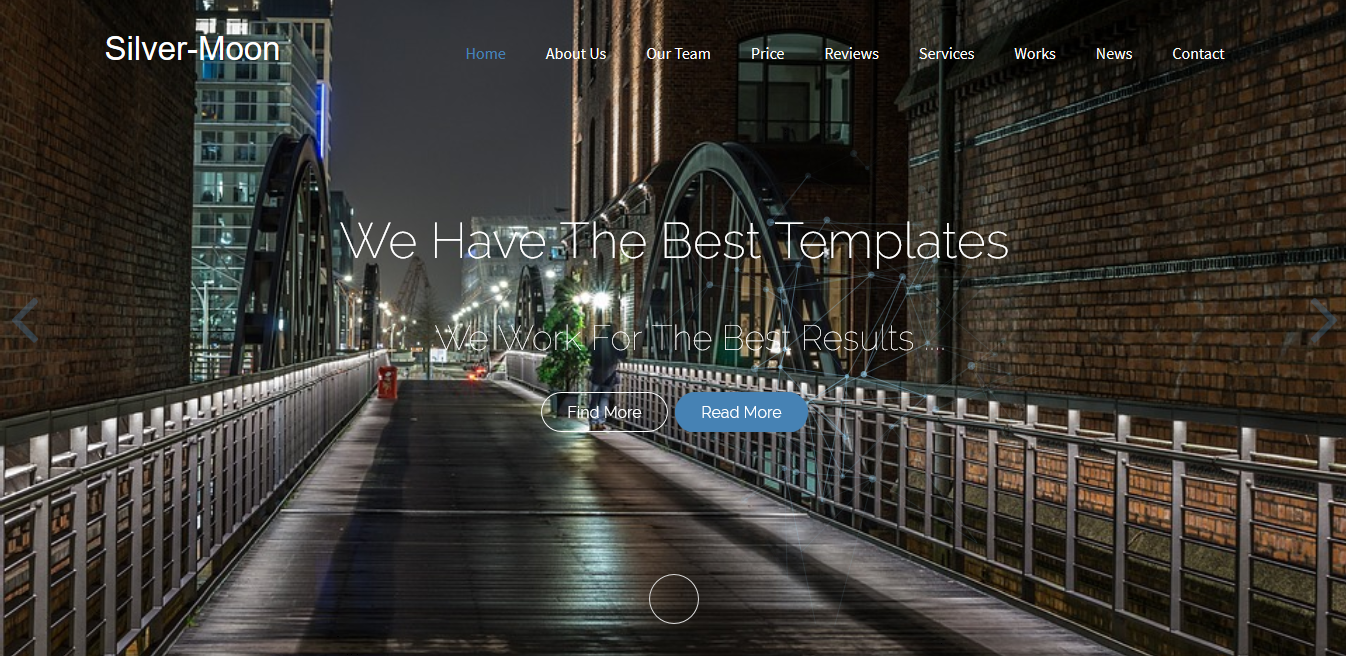 Silver-Moon
Home About Us Our Team Price Reviews Services Works News Contact
We Have The Best Templates
We Work For The Best Results ....
Find More Read More